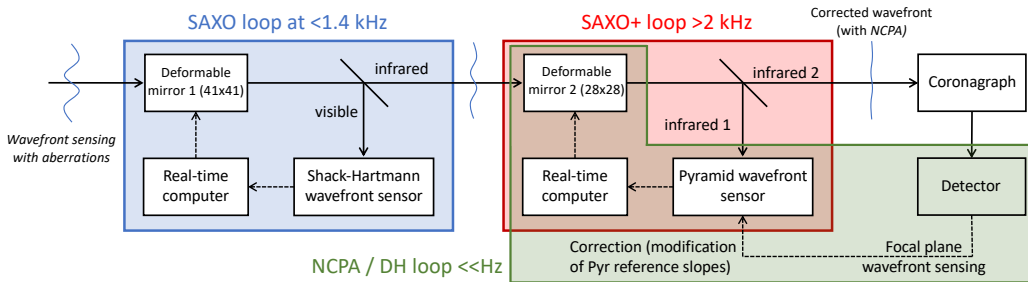 SAXO loop at <1.4 kHz
SAXO+ loop >2 kHz
Corrected wavefront
(with NCPA)
Deformable
mirror 1 (41x41)
infrared
visible
Deformable
mirror 2 (28x28)
infrared 2
infrared 1
Coronagraph
Wavefront sensing
with aberrations
Real-time
computer
Shack-Hartmann
wavefront sensor
Real-time
computer
Pyramid wavefront
sensor
Detector
NCPA / DH loop <<Hz
Correction (modification
of Pyr reference slopes)
Focal plane
wavefront sensing